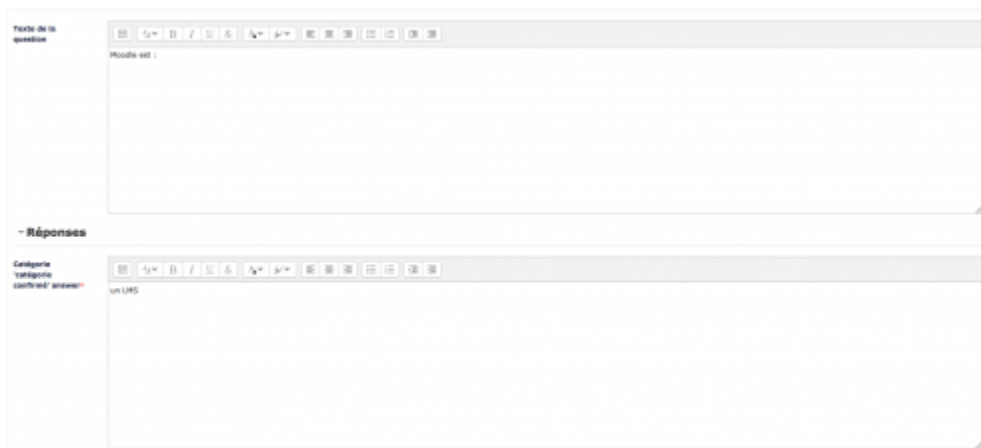 Texte de la
question
Moodle est :
Réponses
Catégorie
'catégorie
confirmé' answer*
un LMS